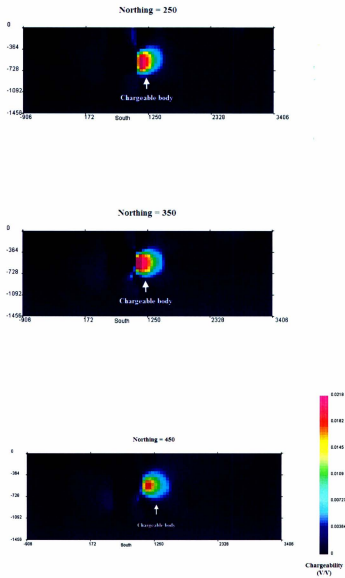 Northing = 250
0
-364
-728
-1092
-1456
-906 172 South 1250 2328 3406
Chargeable body
Northing = 350
0
-364
-728
-1092
-1456
-906 172 South 1250 2328 3406
Chargeable body
Northing = 450
0
-364
-728
-1092
-1456
-906 172 South 1250 2328 3406
Chargeable body
0.0218
0.0182
0.0145
0.0109
0.00727
0.00364
0
Chargeability
(V/V)